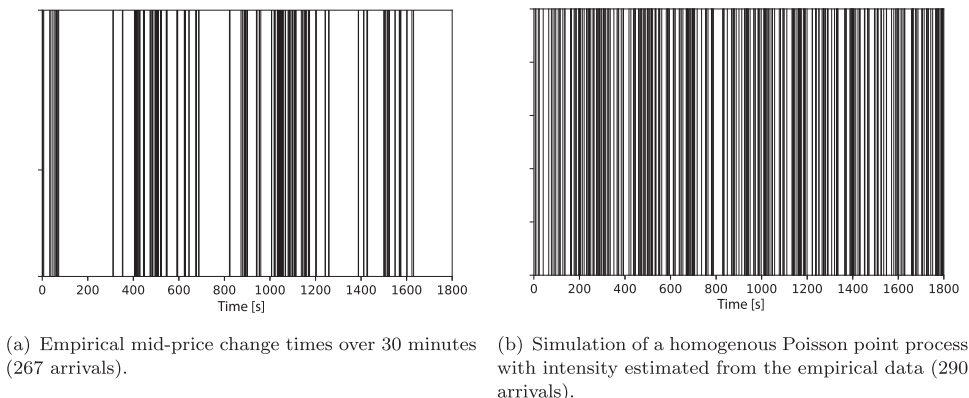 0 200 400 600 800 1000 1200 1400 1600 1800
Time [s]
0 200 400 600 800 1000 1200 1400 1600 1800
Time [s]
(a) Empirical mid-price change times over 30 minutes
(267 arrivals).
(b) Simulation of a homogenous Poisson point process
with intensity estimated from the empirical data (290
arrivals).